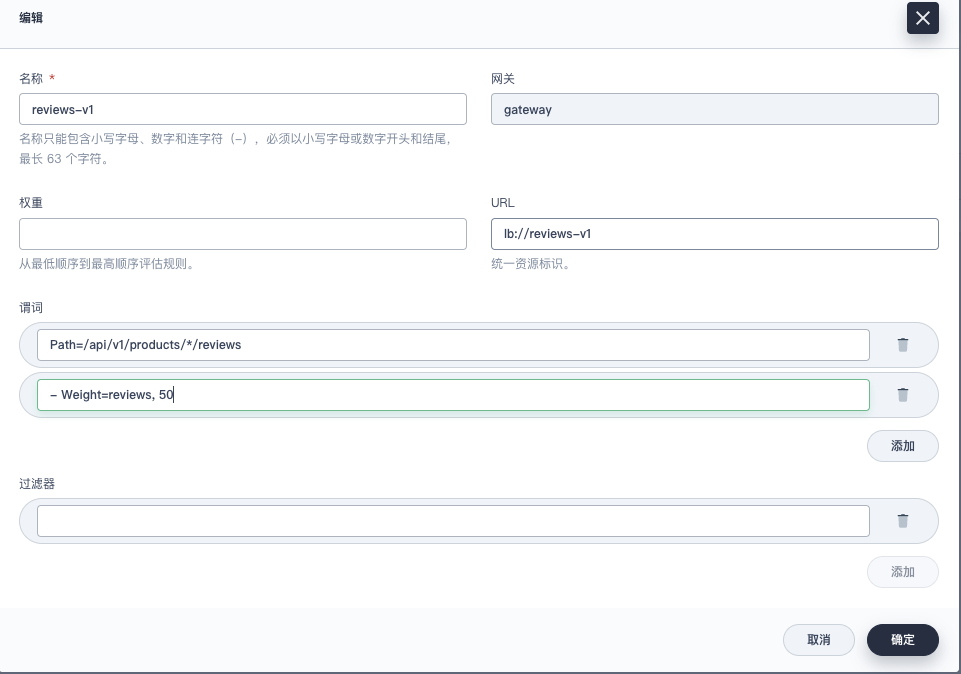 编辑
名称 *
网关
reviews-v1
gateway
名称只能包含小写字母、数字和连字符（-），必须以小写字母或数字开头和结尾，
最长 63 个字符。
权重
URL
lb://reviews-v1
从最低顺序到最高顺序评估规则。
统一资源标识。
谓词
Path=/api/v1/products/*/reviews
- Weight=reviews, 50
添加
过滤器
添加
取消
确定